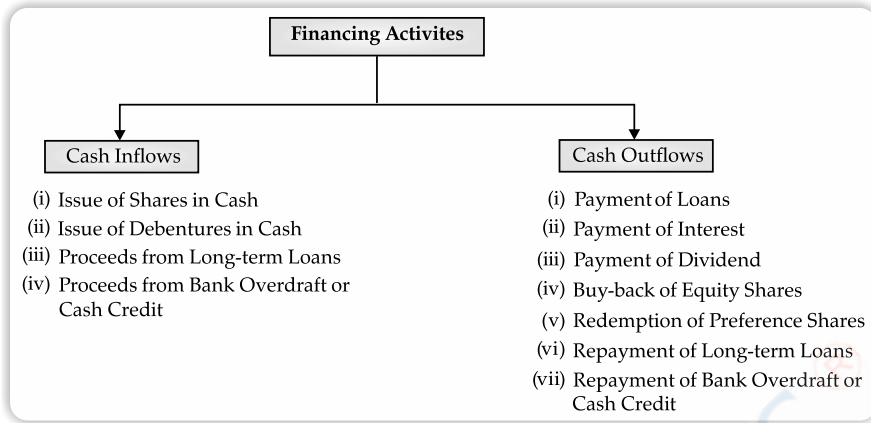 Financing Activites
Cash Inflows
(i) Issue of Shares in Cash
(ii) Issue of Debentures in Cash
(iii) Proceeds from Long-term Loans
(iv) Proceeds from Bank Overdraft or
Cash Credit
Cash Outflows
(i) Payment of Loans
(ii) Payment of Interest
(iii) Payment of Dividend
(iv) Buy-back of Equity Shares
(v) Redemption of Preference Shares
(vi) Repayment of Long-term Loans
(vii) Repayment of Bank Overdraft or
Cash Credit